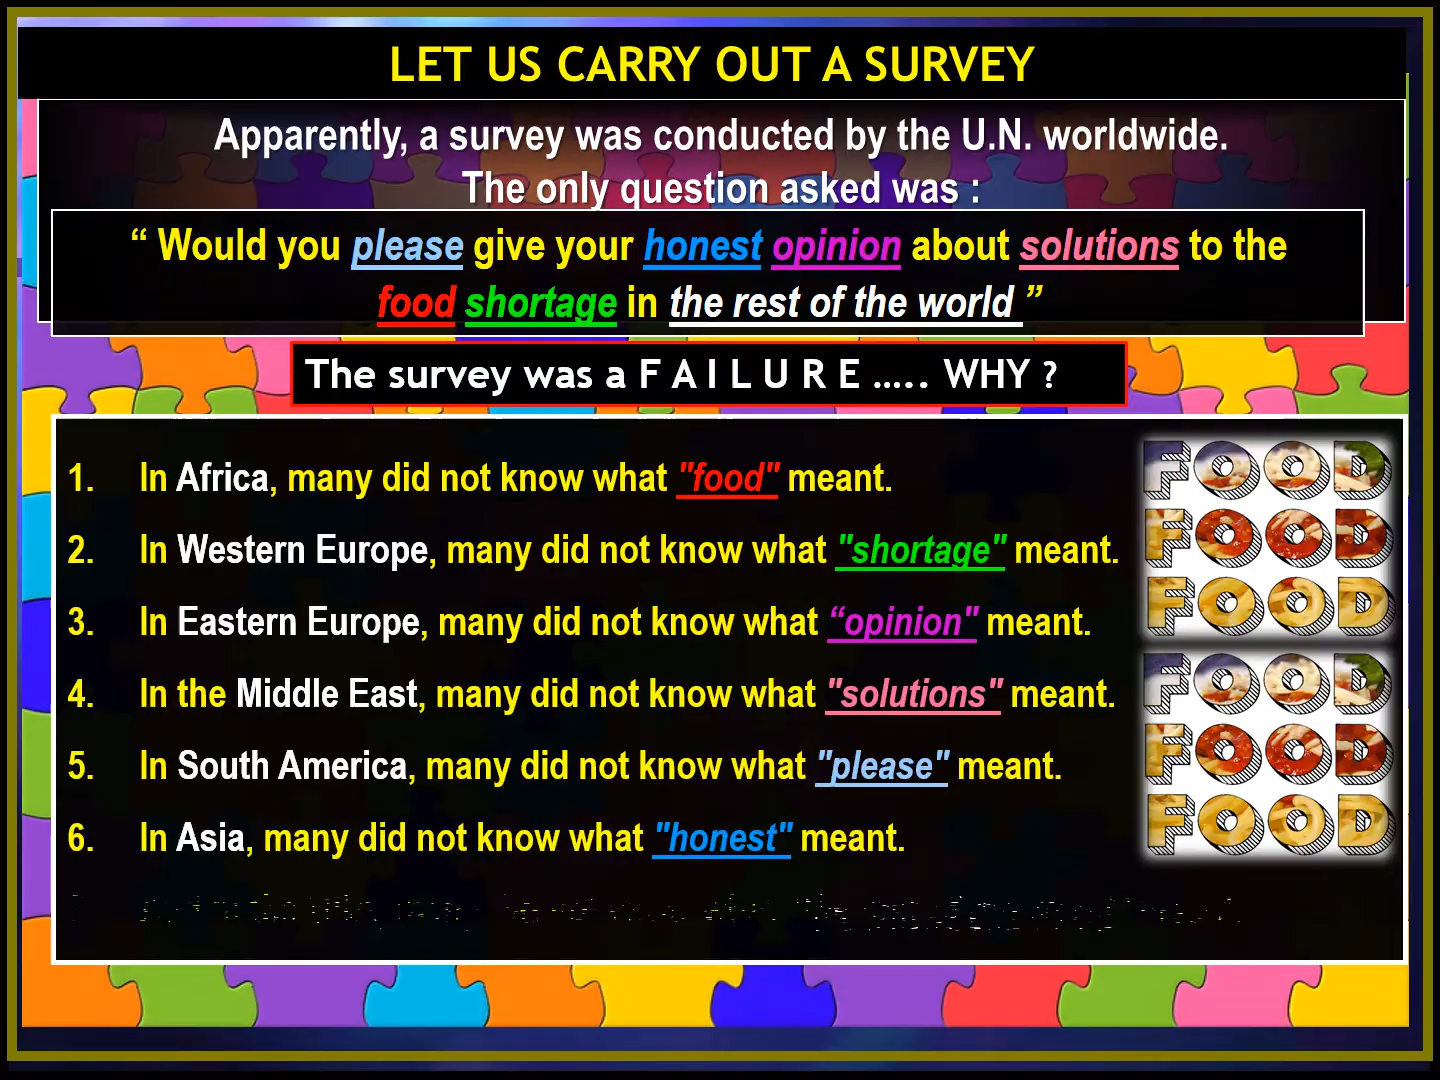 LET US CARRY OUT A SURVEY
Apparently, a survey was conducted by the U.N. worldwide.
The only question asked was :
“ Would you please give your honest opinion about solutions to the
food shortage in the rest of the world ”
The survey was a F A I L U R E ..... WHY ?
1. In Africa, many did not know what "food" meant.
2. In Western Europe, many did not know what "shortage" meant.
3. In Eastern Europe, many did not know what “opinion" meant.
4. In the Middle East, many did not know what "solutions" meant.
5. In South America, many did not know what "please" meant.
6. In Asia, many did not know what "honest" meant.
FOOD
FOOD
FOOD
FOOD
FOOD
FOOD